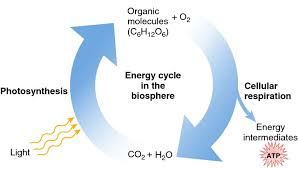 Organic
molecules + O₂
(C₆H₁₂O₆)
Energy cycle
in the
biosphere
Photosynthesis
Cellular
respiration
Light
CO₂ + H₂O
Energy
intermediates
ATP